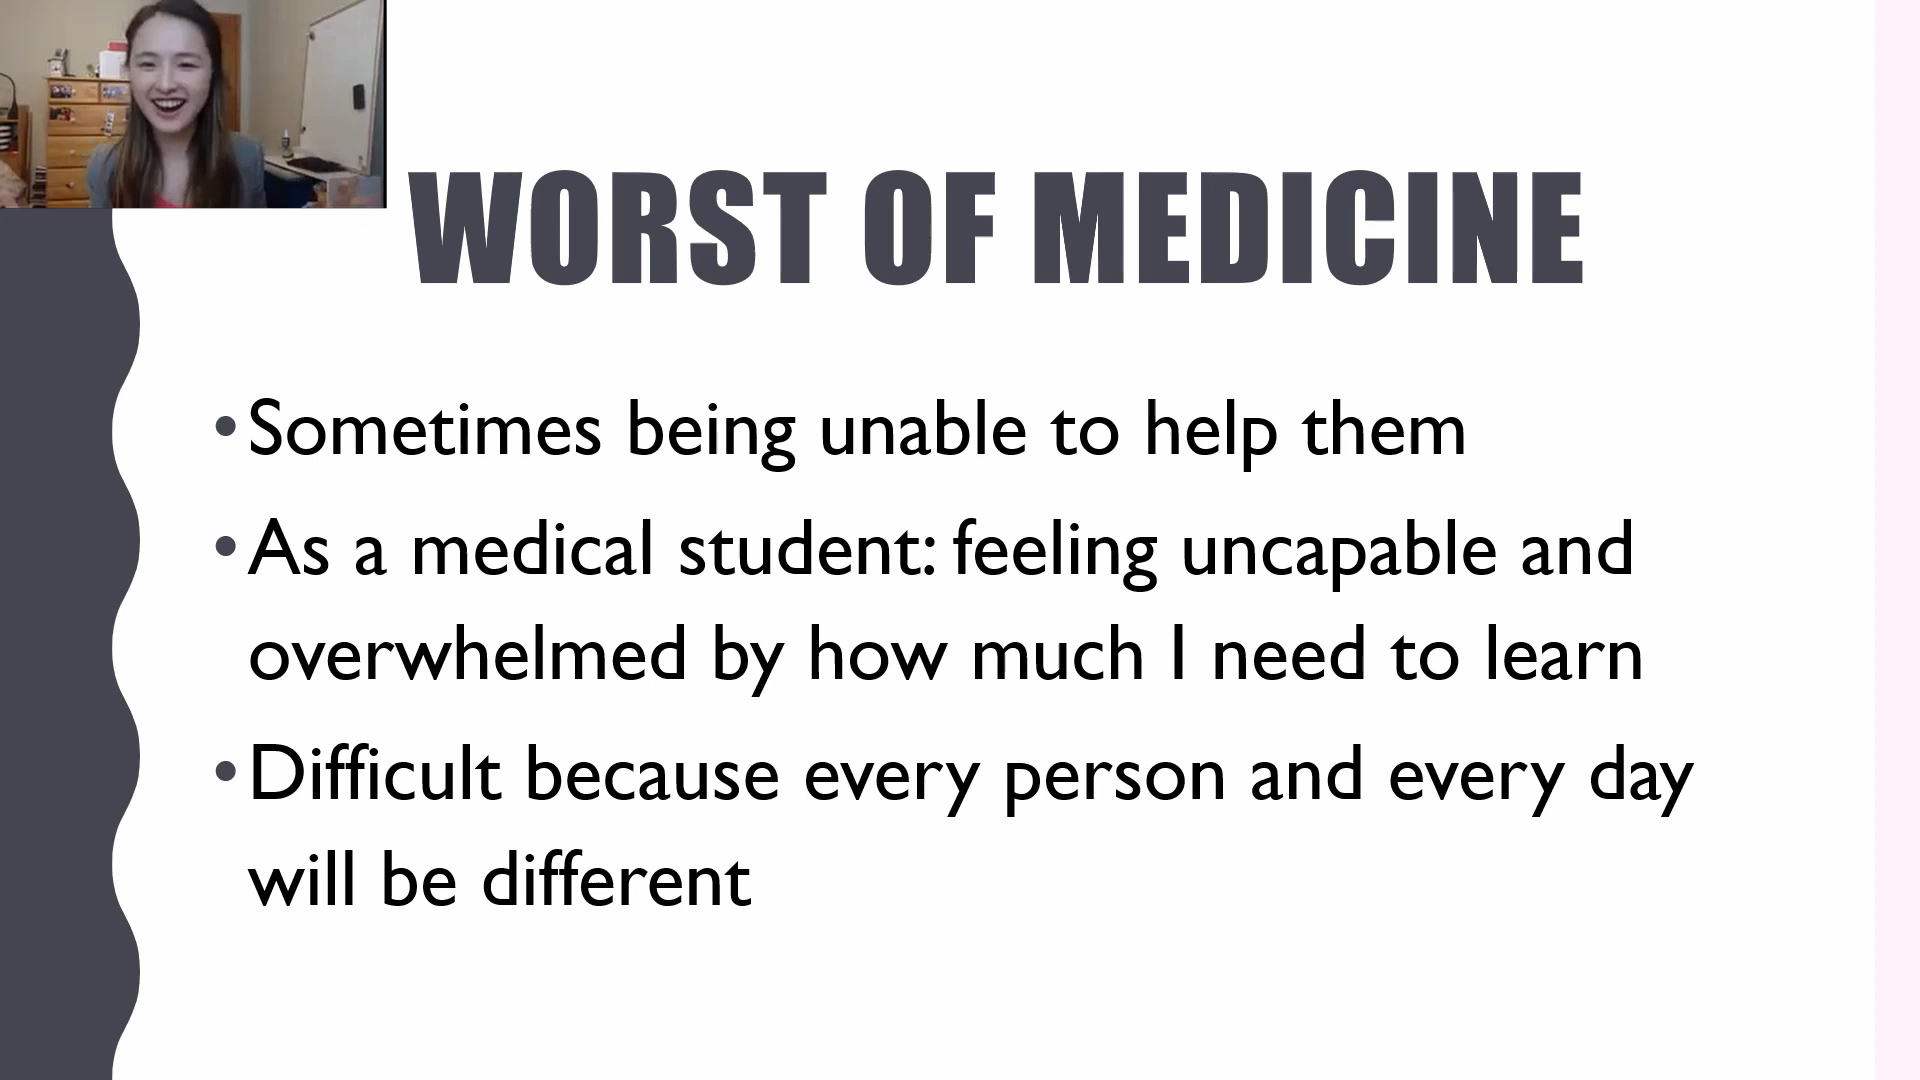 WORST OF MEDICINE
•Sometimes being unable to help them
•As a medical student: feeling uncapable and
overwhelmed by how much I need to learn
•Difficult because every person and every day
will be different